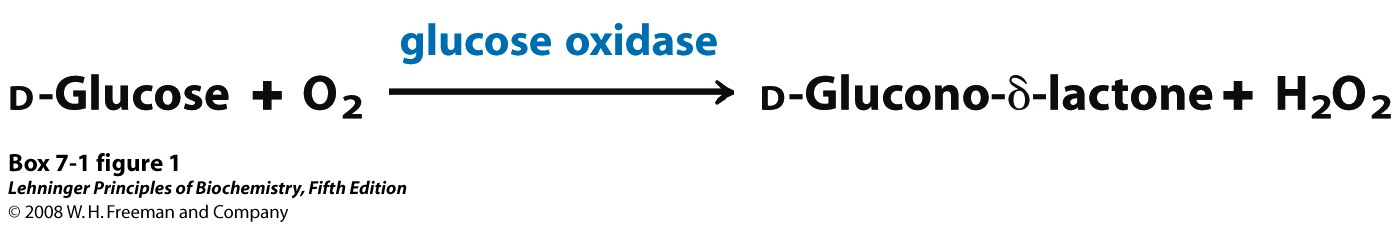 glucose oxidase
D-Glucose + O₂ → D-Glucono-δ-lactone + H₂O₂
Box 7-1 figure 1
Lehninger Principles of Biochemistry, Fifth Edition
© 2008 W. H. Freeman and Company